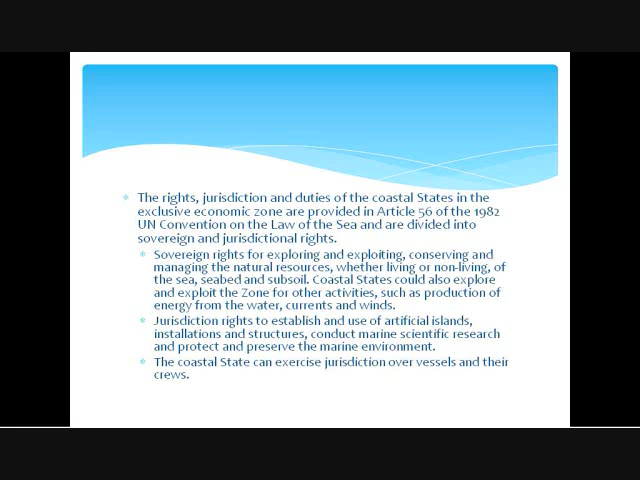 The rights, jurisdiction and duties of the coastal States in the
exclusive economic zone are provided in Article 56 of the 1982
UN Convention on the Law of the Sea and are divided into
sovereign and jurisdictional rights.
Sovereign rights for exploring and exploiting, conserving and
managing the natural resources, whether living or non-living, of
the sea, seabed and subsoil. Coastal States could also explore
and exploit the Zone for other activities, such as production of
energy from the water, currents and winds.
Jurisdiction rights to establish and use of artificial islands,
installations and structures, conduct marine scientific research
and protect and preserve the marine environment.
The coastal State can exercise jurisdiction over vessels and their
crews.